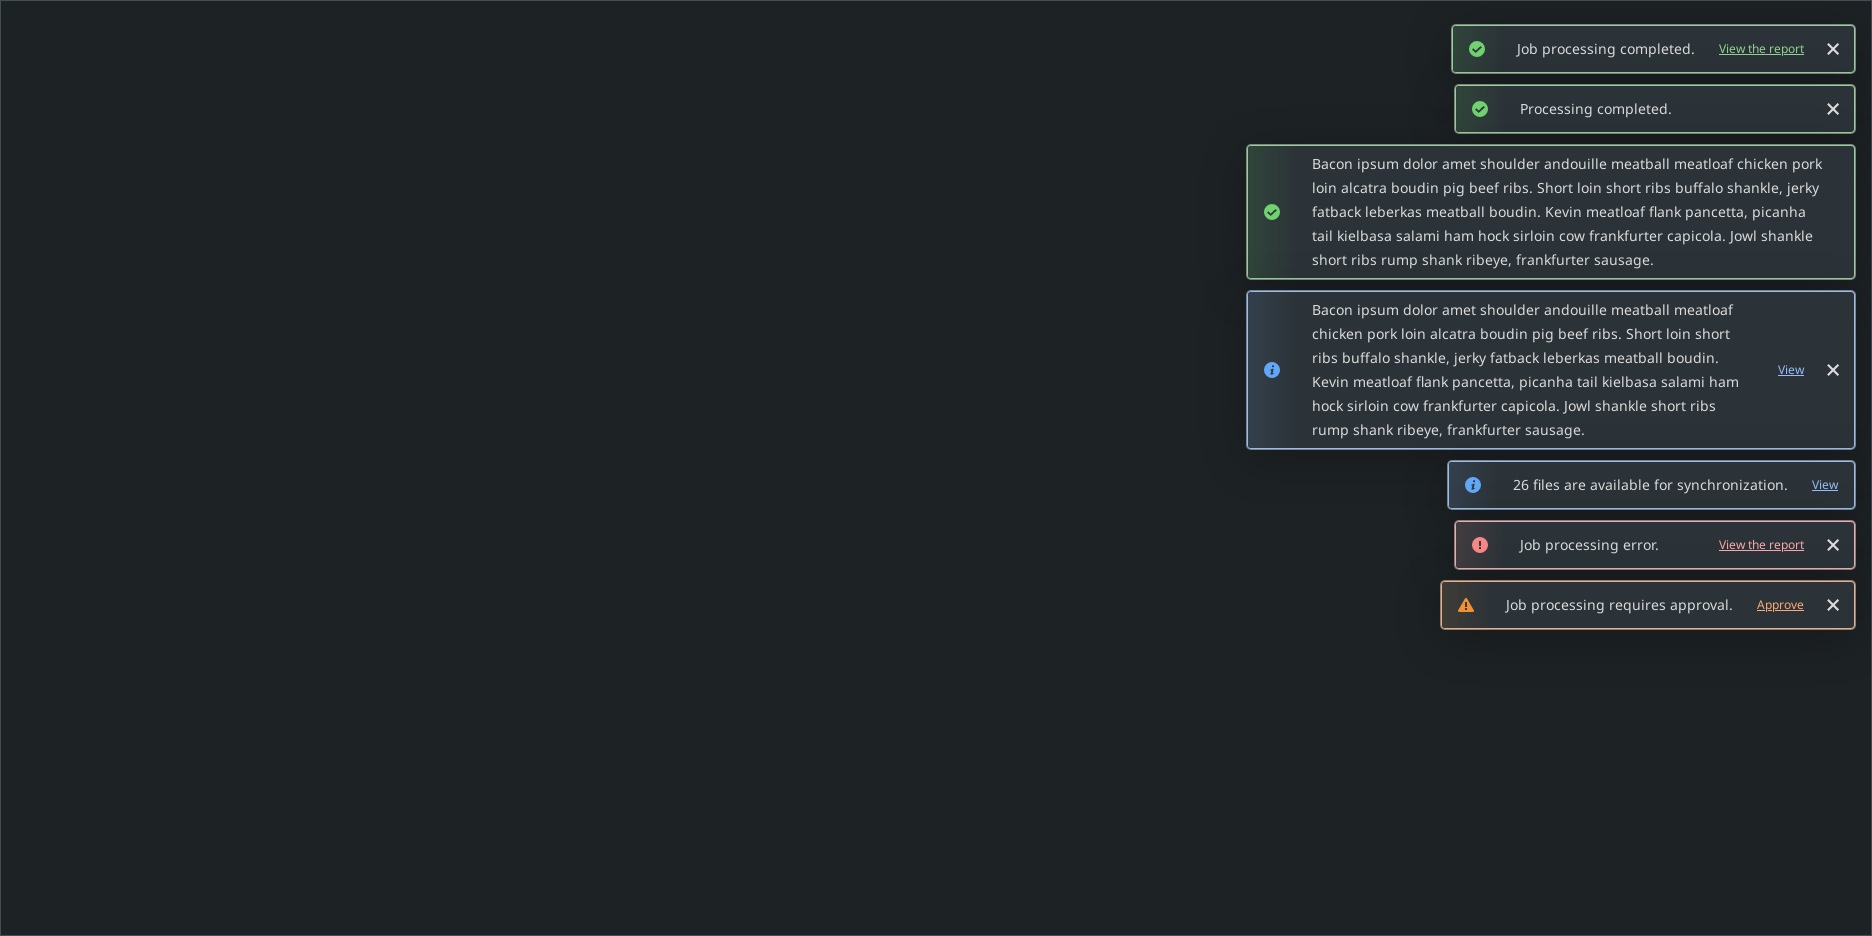 Job processing completed. View the report
Processing completed.
Bacon ipsum dolor amet shoulder andouille meatball meatloaf chicken pork
loin alcatra boudin pig beef ribs. Short loin short ribs buffalo shankle, jerky
fatback leberkas meatball boudin. Kevin meatloaf flank pancetta, picanha
tail kielbasa salami ham hock sirloin cow frankfurter capicola. Jowl shankle
short ribs rump shank ribeye, frankfurter sausage.
Bacon ipsum dolor amet shoulder andouille meatball meatloaf
chicken pork loin alcatra boudin pig beef ribs. Short loin short
ribs buffalo shankle, jerky fatback leberkas meatball boudin.
Kevin meatloaf flank pancetta, picanha tail kielbasa salami ham
hock sirloin cow frankfurter capicola. Jowl shankle short ribs
rump shank ribeye, frankfurter sausage.
View
26 files are available for synchronization. View
Job processing error. View the report
Job processing requires approval. Approve